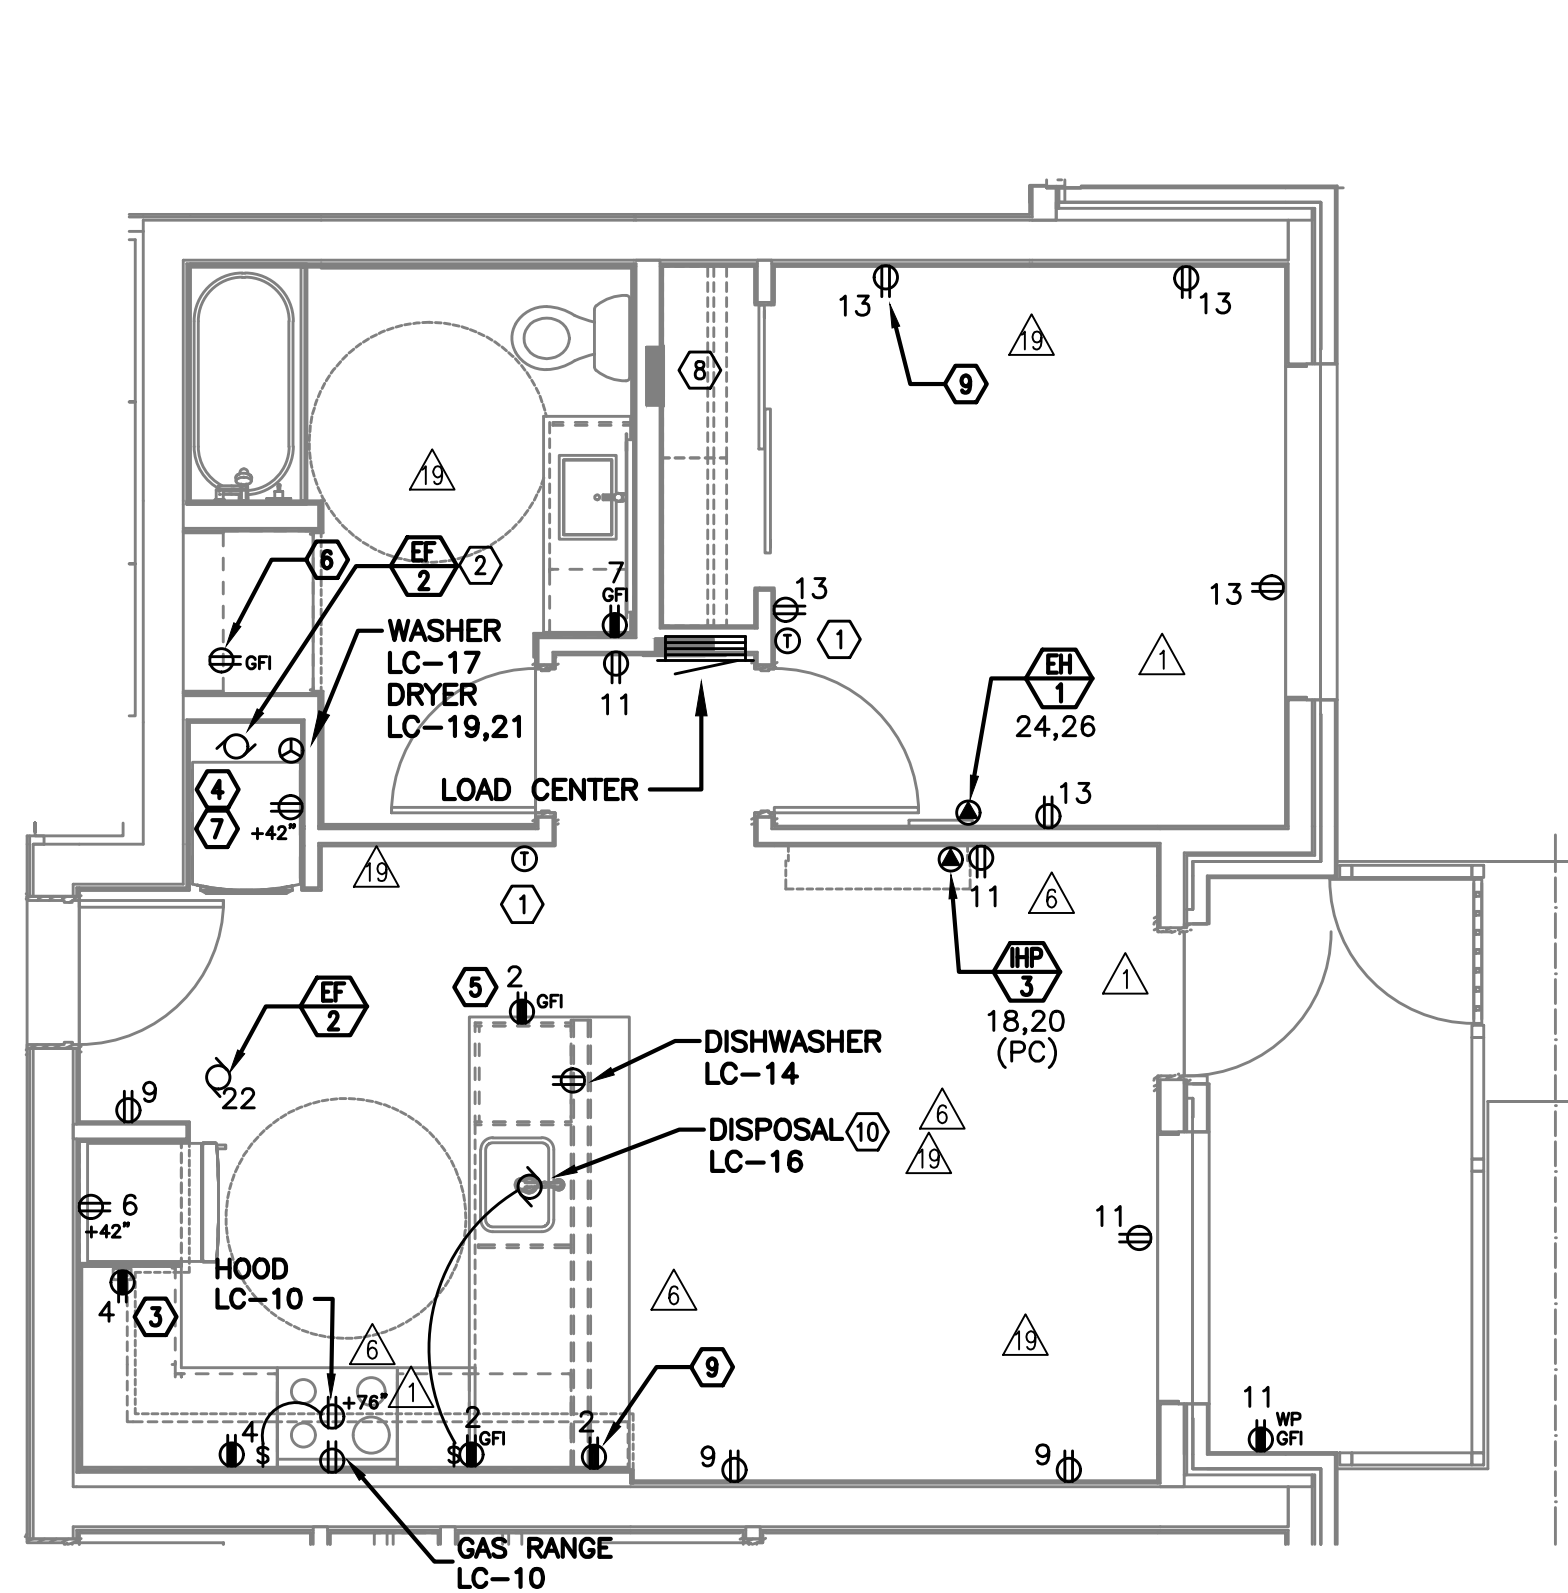 13
13
19
8
9
19
EF
2
2
6
7
GFI
13
13
WASHER
LC-17
DRYER
LC-19,21
GFI
T
1
1
EH
1
24,26
11
4
7
+42"
LOAD CENTER
13
19
T
1
11
6
IHP
3
18,20
(PC)
1
5
2
GFI
EF
2
22
9
DISHWASHER
LC-14
DISPOSAL
LC-16
10
6
19
6
+42"
11
HOOD
LC-10
4
3
6
6
19
1
9
+76"
4
$
2
GFI
$
2
9
9
11
WP
GFI
GAS RANGE
LC-10